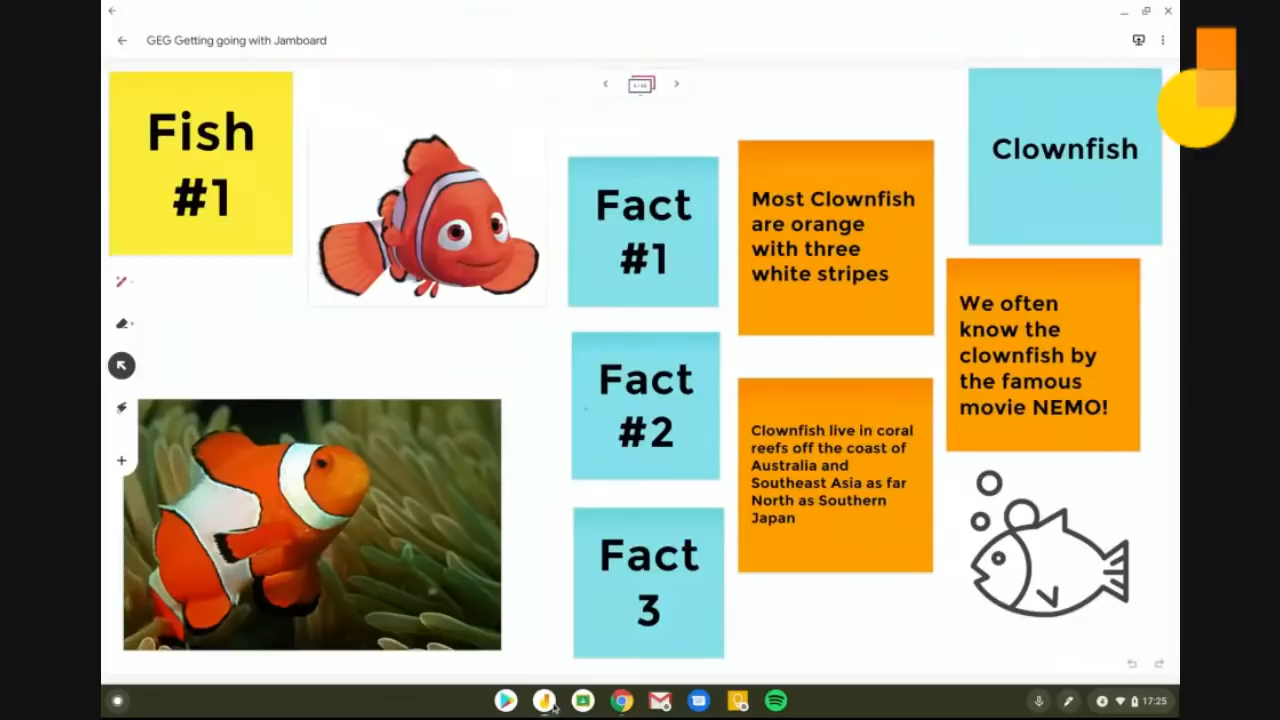 GEG Getting going with Jamboard
Fish
#1
Fact
#1
Most Clownfish
are orange
with three
white stripes
Clownfish
We often
know the
clownfish by
the famous
movie NEMO!
Fact
#2
Clownfish live in coral
reefs off the coast of
Australia and
Southeast Asia as far
North as Southern
Japan
Fact
3
17:25